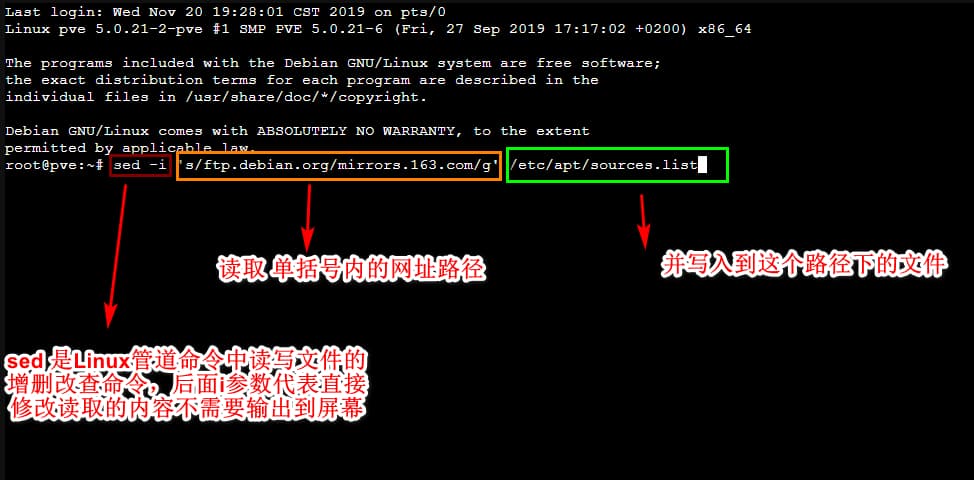 Last login: Wed Nov 20 19:28:01 CST 2019 on pts/0
Linux pve 5.0.21-2-pve #1 SMP PVE 5.0.21-6 (Fri, 27 Sep 2019 17:17:02 +0200) x86_64
The programs included with the Debian GNU/Linux system are free software;
the exact distribution terms for each program are described in the
individual files in /usr/share/doc/*/copyright.
Debian GNU/Linux comes with ABSOLUTELY NO WARRANTY, to the extent
permitted by applicable law.
root@pve:~# sed -i 's/ftp.debian.org/mirrors.163.com/g' /etc/apt/sources.list
读取 单括号内的网址路径
并写入到这个路径下的文件
sed 是Linux管道命令中读写文件的
增删改查命令，后面i参数代表直接
修改读取的内容不需要输出到屏幕